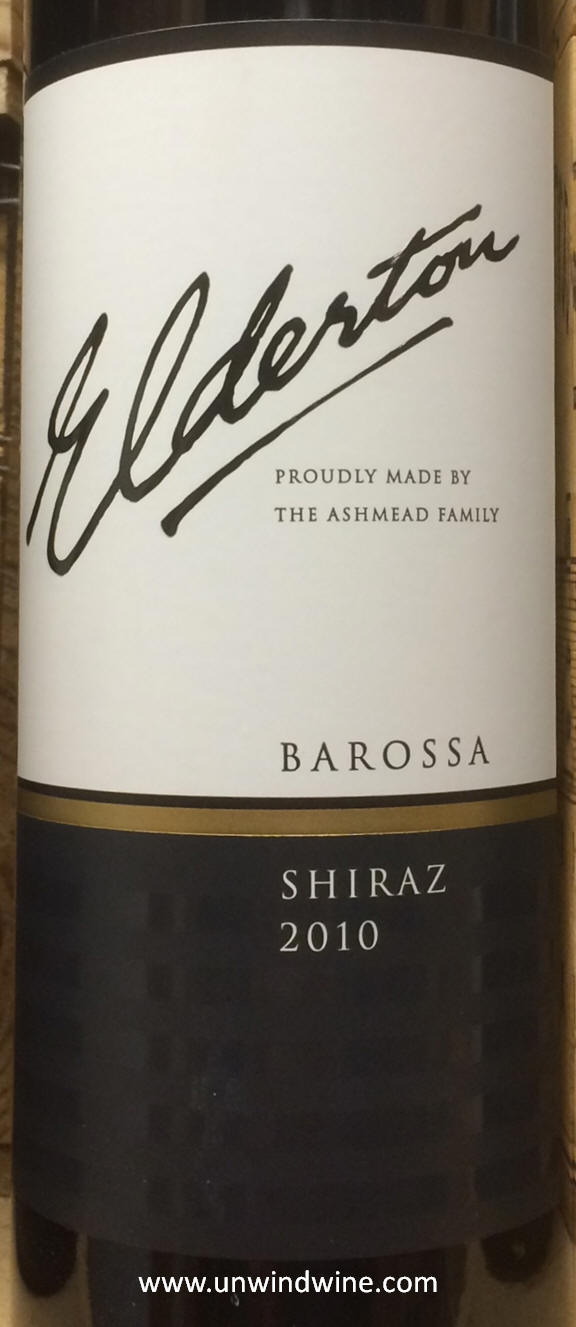 Elderton
PROUDLY MADE BY
THE ASHMEAD FAMILY
BAROSSA
SHIRAZ
2010
www.unwindwine.com